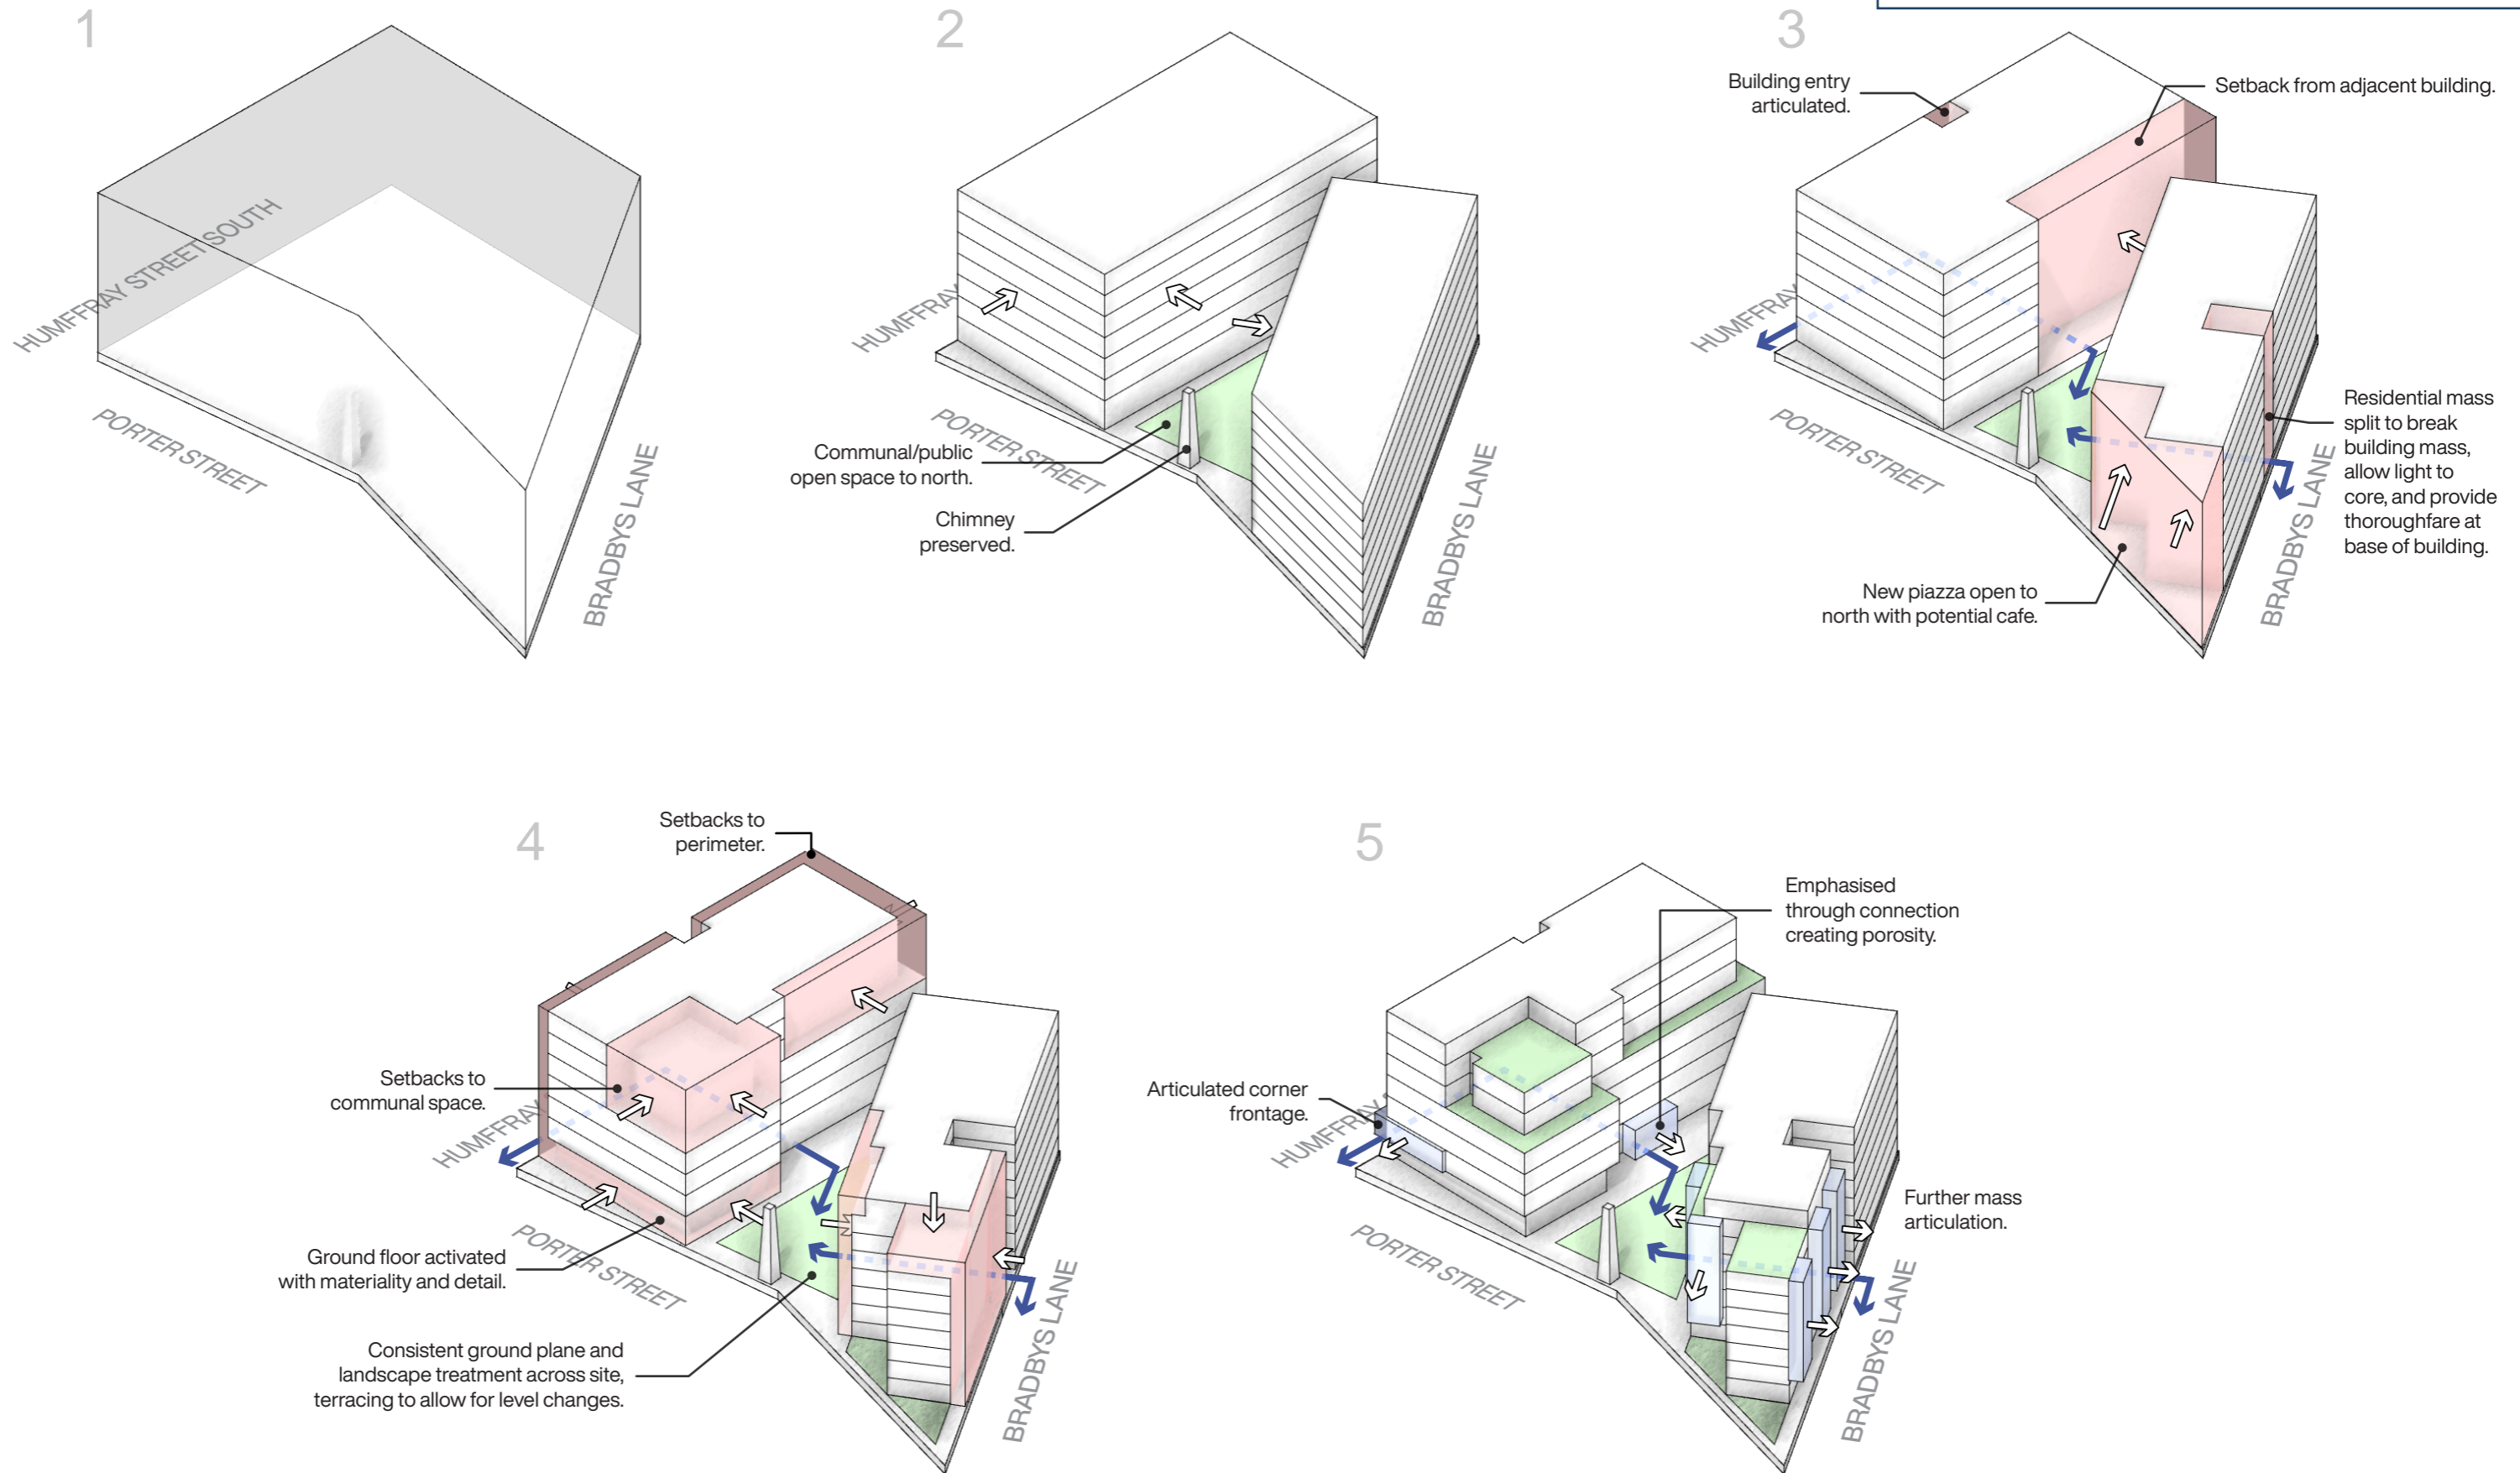 1
HUMFFRAY STREET SOUTH
PORTER STREET
BRADBYS LANE
2
HUMFFRAY
PORTER STREET
BRADBYS LANE
Communal/public
open space to north.
Chimney
preserved.
3
Building entry
articulated.
Setback from adjacent building.
HUMFFRAY
PORTER STREET
BRADBYS LANE
Residential mass
split to break
building mass,
allow light to
core, and provide
thoroughfare at
base of building.
New piazza open to
north with potential cafe.
4
Setbacks to
perimeter.
Setbacks to
communal space.
HUMFFRAY
PORTER STREET
BRADBYS LANE
Ground floor activated
with materiality and detail.
Consistent ground plane and
landscape treatment across site,
terracing to allow for level changes.
5
Emphasised
through connection
creating porosity.
Articulated corner
frontage.
HUMFFRAY
PORTER STREET
BRADBYS LANE
Further mass
articulation.